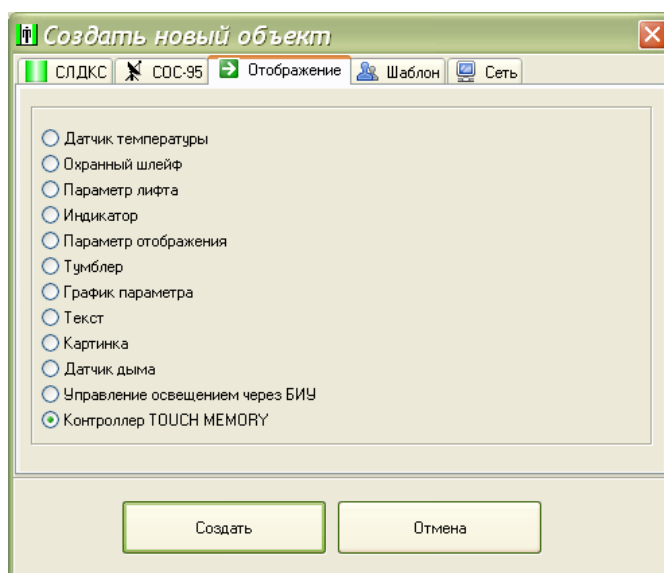 Создать новый объект
СЛДКС СОС-95 Отображение Шаблон Сеть
Датчик температуры
Охранный шлейф
Параметр лифта
Индикатор
Параметр отображения
Тумблер
График параметра
Текст
Картинка
Датчик дыма
Управление освещением через БИУ
Контроллер TOUCH MEMORY
Создать Отмена